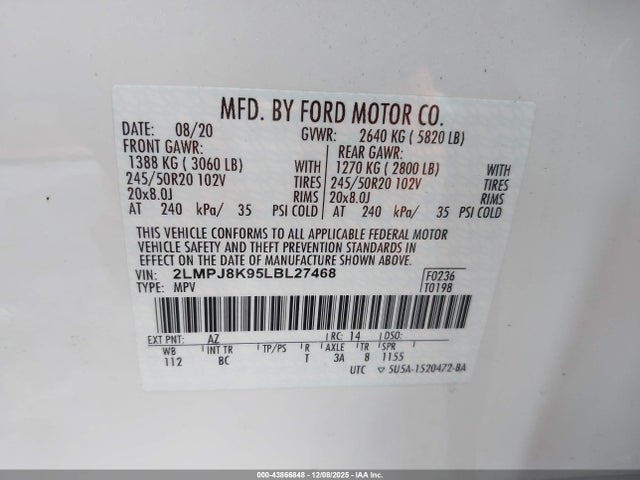 MFD. BY FORD MOTOR CO.
DATE: 08/20 GVWR: 2640 KG ( 5820 LB)
FRONT GAWR: REAR GAWR:
1388 KG ( 3060 LB) WITH 1270 KG ( 2800 LB) WITH
245/50R20 102V TIRES 245/50R20 102V TIRES
20x8.0J RIMS 20x8.0J RIMS
AT 240 kPa/ 35 PSI COLD AT 240 kPa/ 35 PSI COLD
THIS VEHICLE CONFORMS TO ALL APPLICABLE FEDERAL MOTOR
VEHICLE SAFETY AND THEFT PREVENTION STANDARDS IN
EFFECT ON THE DATE OF MANUFACTURE SHOWN ABOVE.
VIN: 2LMPJ8K95LBL27468 F0236
TYPE: MPV T0198
EXT PNT: AZ RC: 14 DSO:
WB INT TR TP/PS R AXLE TR SPR
112 BC T 3A 8 1155
UTC ▽ 5U5A-1520472-BA
000-43866848 - 12/08/2025 - IAA, Inc.